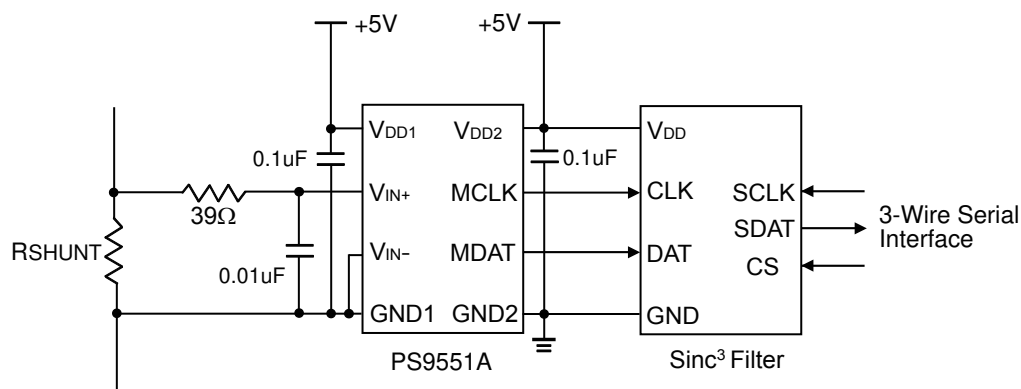 +5V
+5V
VDD1
VDD2
VDD
0.1uF
0.1uF
VIN+
MCLK
CLK
SCLK
39Ω
3-Wire Serial
Interface
SDAT
RSHUNT
VIN−
MDAT
DAT
0.01uF
CS
GND1
GND2
GND
PS9551A
Sinc³ Filter